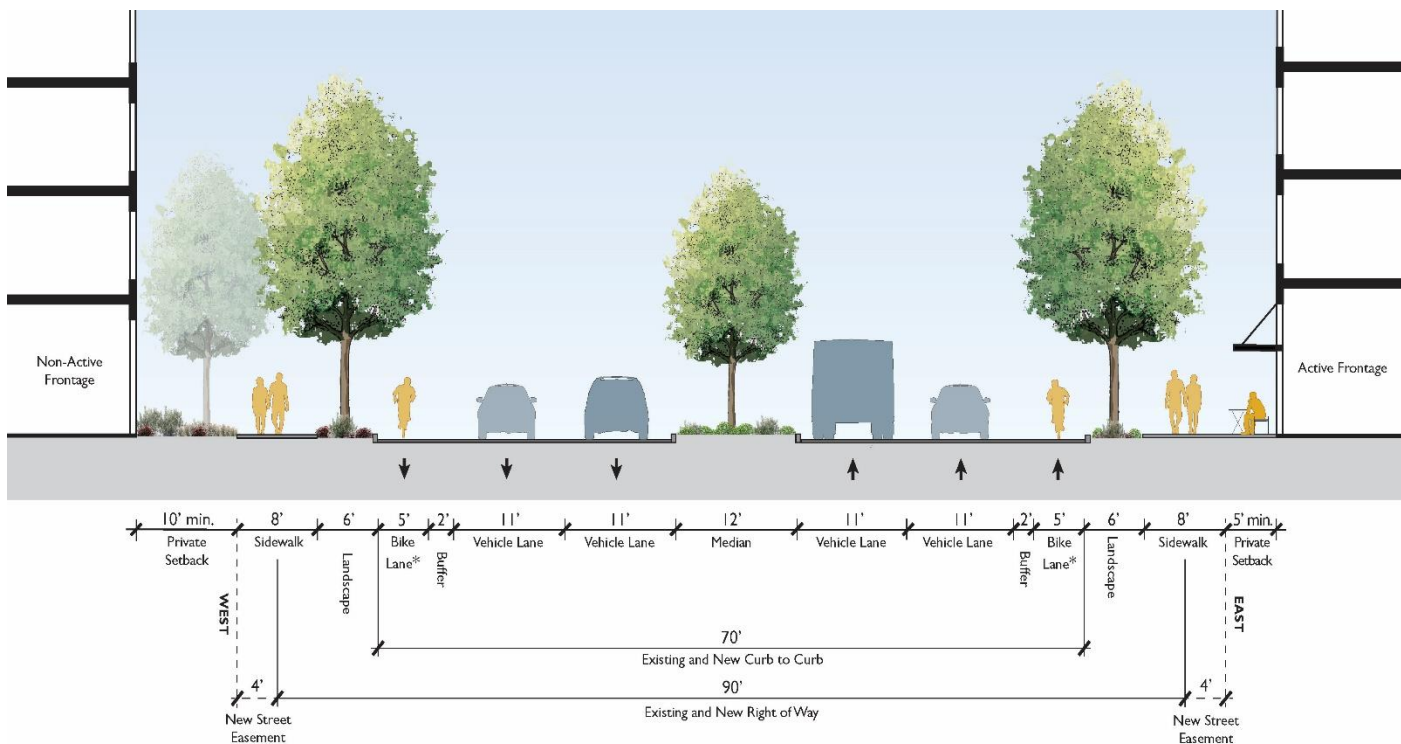 Non-Active
Frontage
Active Frontage
10’ min.
8’
6’
5’
2’
11’
11’
12’
11’
11’
2’
5’
6’
8’
5’ min.
Private
Setback
Sidewalk
Landscape
Bike
Lane*
Buffer
Vehicle Lane
Vehicle Lane
Median
Vehicle Lane
Vehicle Lane
Buffer
Bike
Lane*
Landscape
Sidewalk
Private
Setback
WEST
EAST
70’
Existing and New Curb to Curb
4’
90’
4’
Existing and New Right of Way
New Street
Easement
New Street
Easement